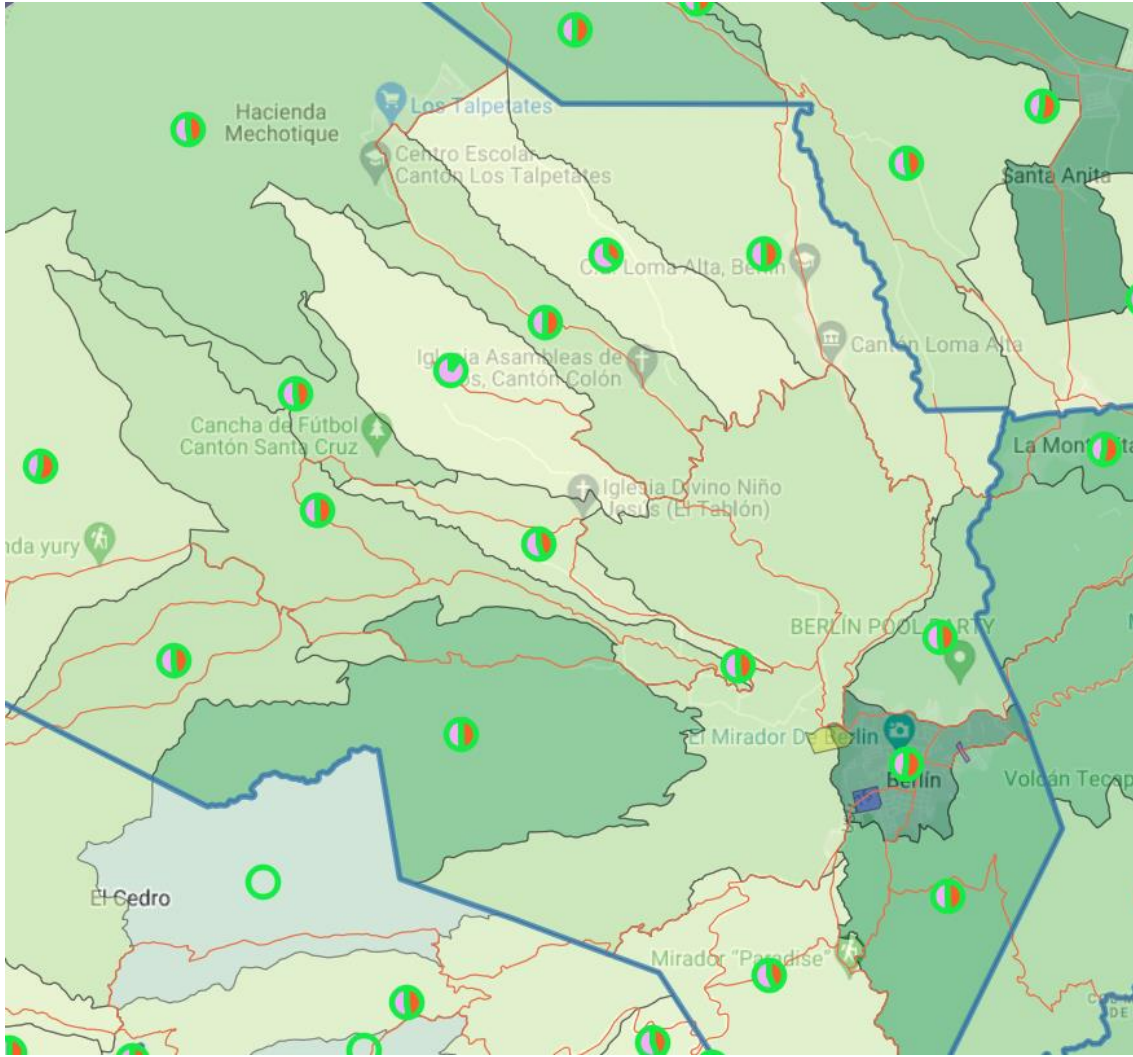 Hacienda
Mechotique
Los Talpetates
Centro Escolar
Cantón Los Talpetates
Santa Anita
Loma Alta, Berlín
Cantón Loma Alta
Iglesia Asambleas de
Cantón Colón
Cancha de Fútbol
Cantón Santa Cruz
La Mont
Iglesia Divino Niño
Jesús (El Tablón)
nda yury
BERLÍN POOL PARTY
El Mirador De Berlín
Berlín
Volcán Tecap
El Cedro
Mirador "Paradise"
DE